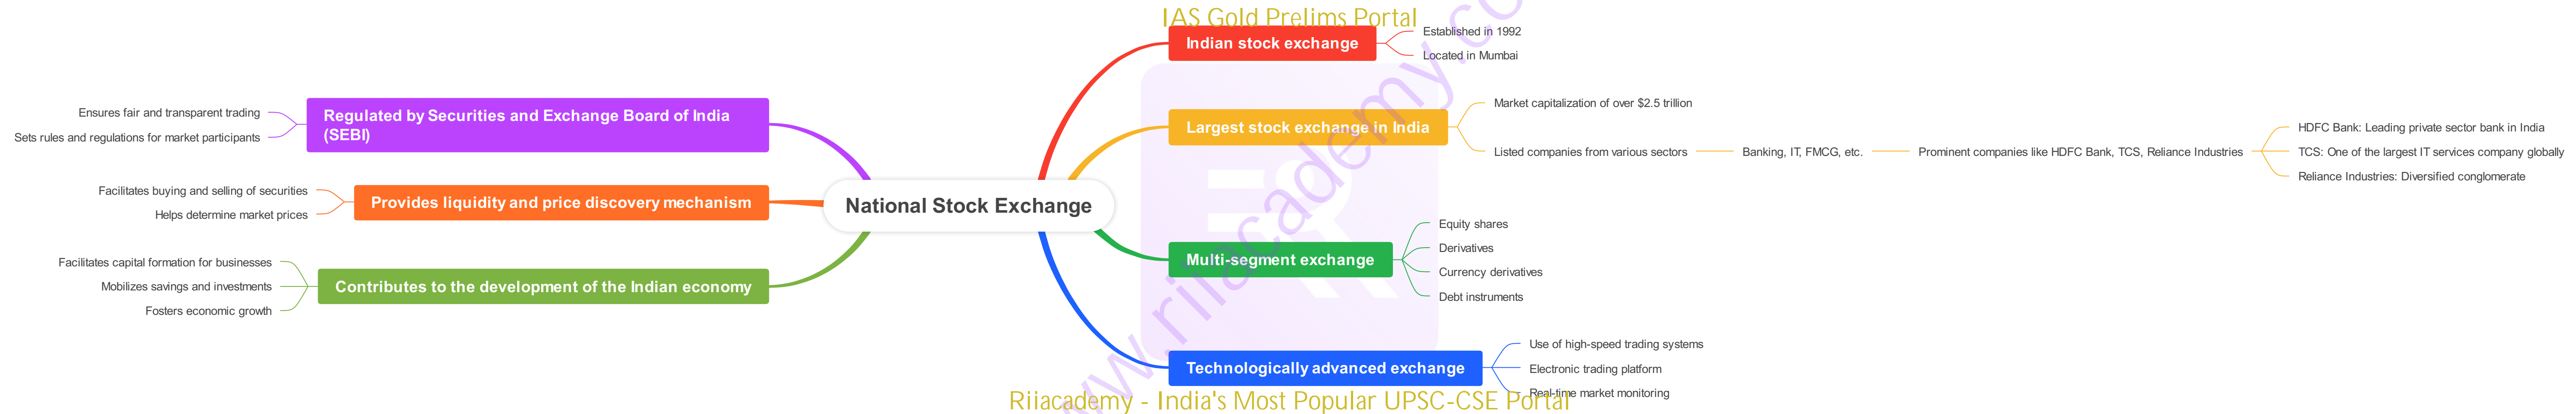 IAS Gold Prelims Portal
National Stock Exchange
Indian stock exchange
Established in 1992
Located in Mumbai
Largest stock exchange in India
Market capitalization of over $2.5 trillion
Listed companies from various sectors
Banking, IT, FMCG, etc.
Prominent companies like HDFC Bank, TCS, Reliance Industries
HDFC Bank: Leading private sector bank in India
TCS: One of the largest IT services company globally
Reliance Industries: Diversified conglomerate
Multi-segment exchange
Equity shares
Derivatives
Currency derivatives
Debt instruments
Technologically advanced exchange
Use of high-speed trading systems
Electronic trading platform
Real-time market monitoring
Regulated by Securities and Exchange Board of India
(SEBI)
Ensures fair and transparent trading
Sets rules and regulations for market participants
Provides liquidity and price discovery mechanism
Facilitates buying and selling of securities
Helps determine market prices
Contributes to the development of the Indian economy
Facilitates capital formation for businesses
Mobilizes savings and investments
Fosters economic growth
Riiacademy - India's Most Popular UPSC-CSE Portal